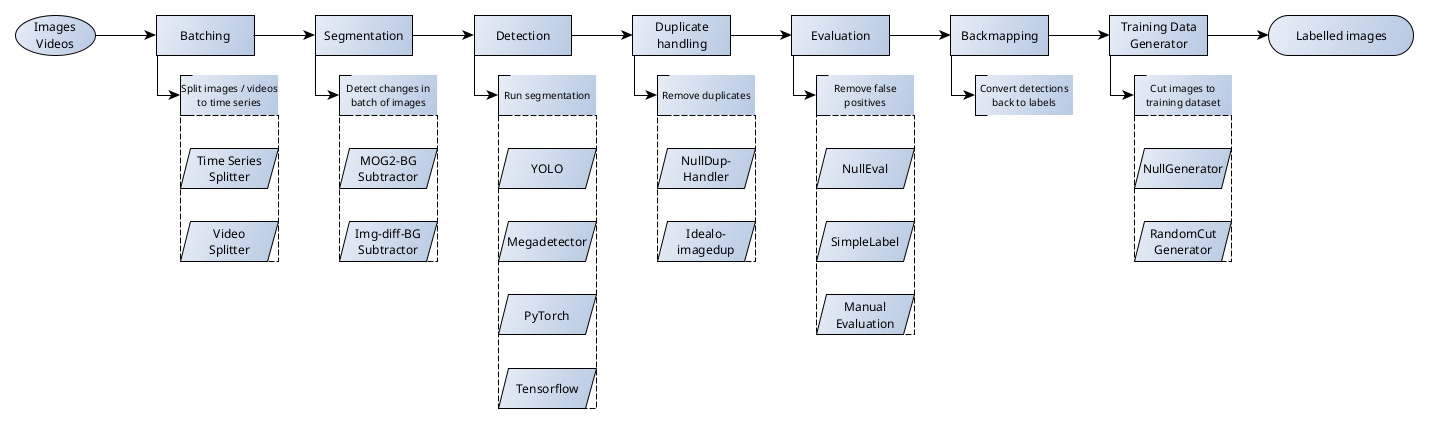 Images
Videos
Batching
Segmentation
Detection
Duplicate
handling
Evaluation
Backmapping
Training Data
Generator
Labelled images
Split images / videos
to time series
Time Series
Splitter
Video
Splitter
Detect changes in
batch of images
MOG2-BG
Subtractor
Img-diff-BG
Subtractor
Run segmentation
YOLO
Megadetector
PyTorch
Tensorflow
Remove duplicates
NullDup-
Handler
Idealo-
imagedup
Remove false
positives
NullEval
SimpleLabel
Manual
Evaluation
Convert detections
back to labels
Cut images to
training dataset
NullGenerator
RandomCut
Generator